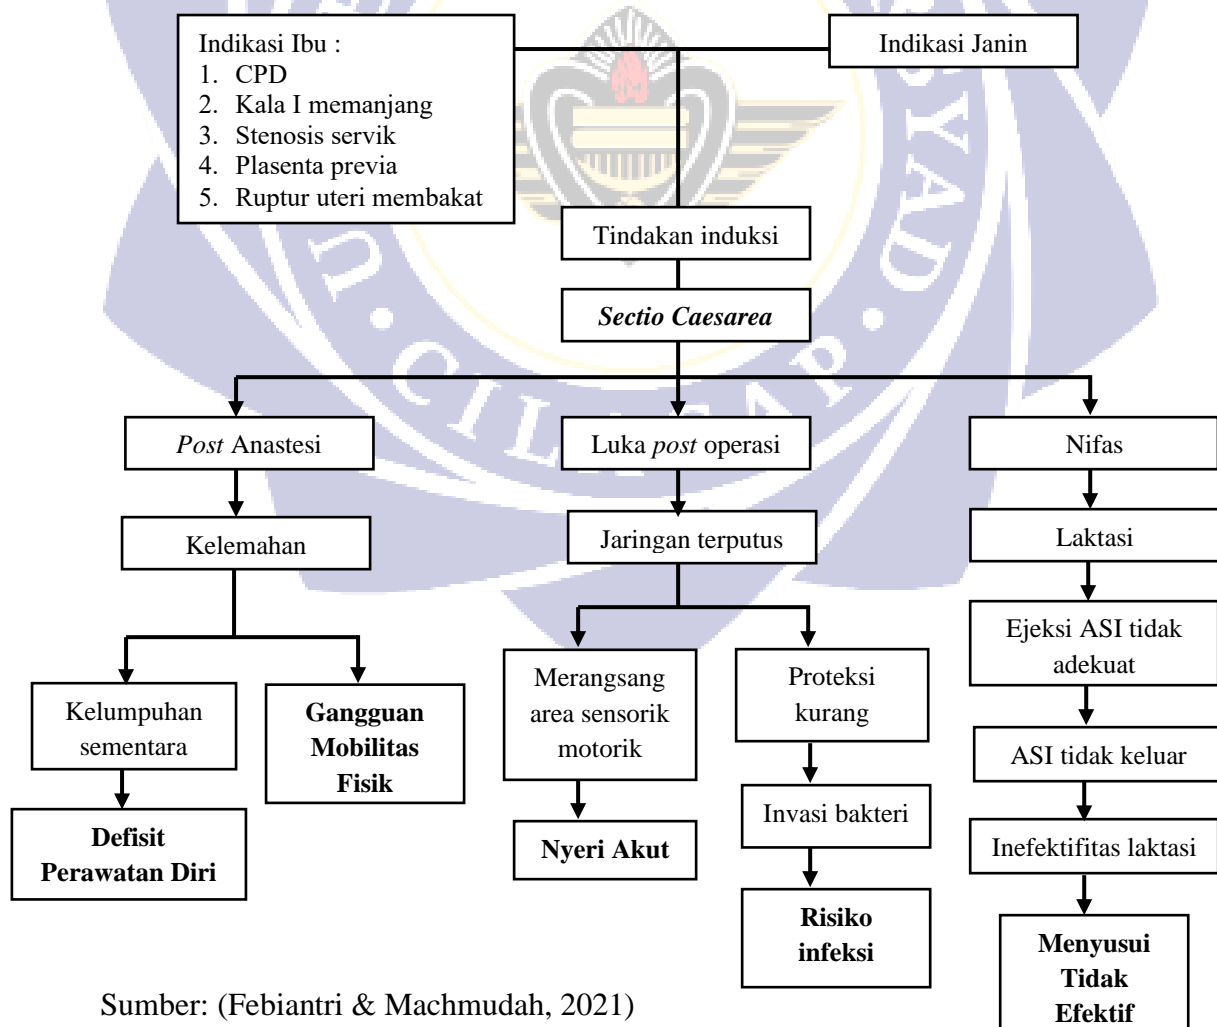 Indikasi Ibu :
1. CPD
2. Kala I memanjang
3. Stenosis servik
4. Plasenta previa
5. Ruptur uteri membakat
Indikasi Janin
Tindakan induksi
Sectio Caesarea
Post Anastesi
Luka post operasi
Nifas
Kelemahan
Jaringan terputus
Laktasi
Kelumpuhan
sementara
Gangguan
Mobilitas
Fisik
Merangsang
area sensorik
motorik
Proteksi
kurang
Ejeksi ASI tidak
adekuat
ASI tidak keluar
Defisit
Perawatan Diri
Nyeri Akut
Invasi bakteri
Inefektifitas laktasi
Risiko
infeksi
Menyusui
Tidak
Efektif
Sumber: (Febiantri & Machmudah, 2021)
CILACAP